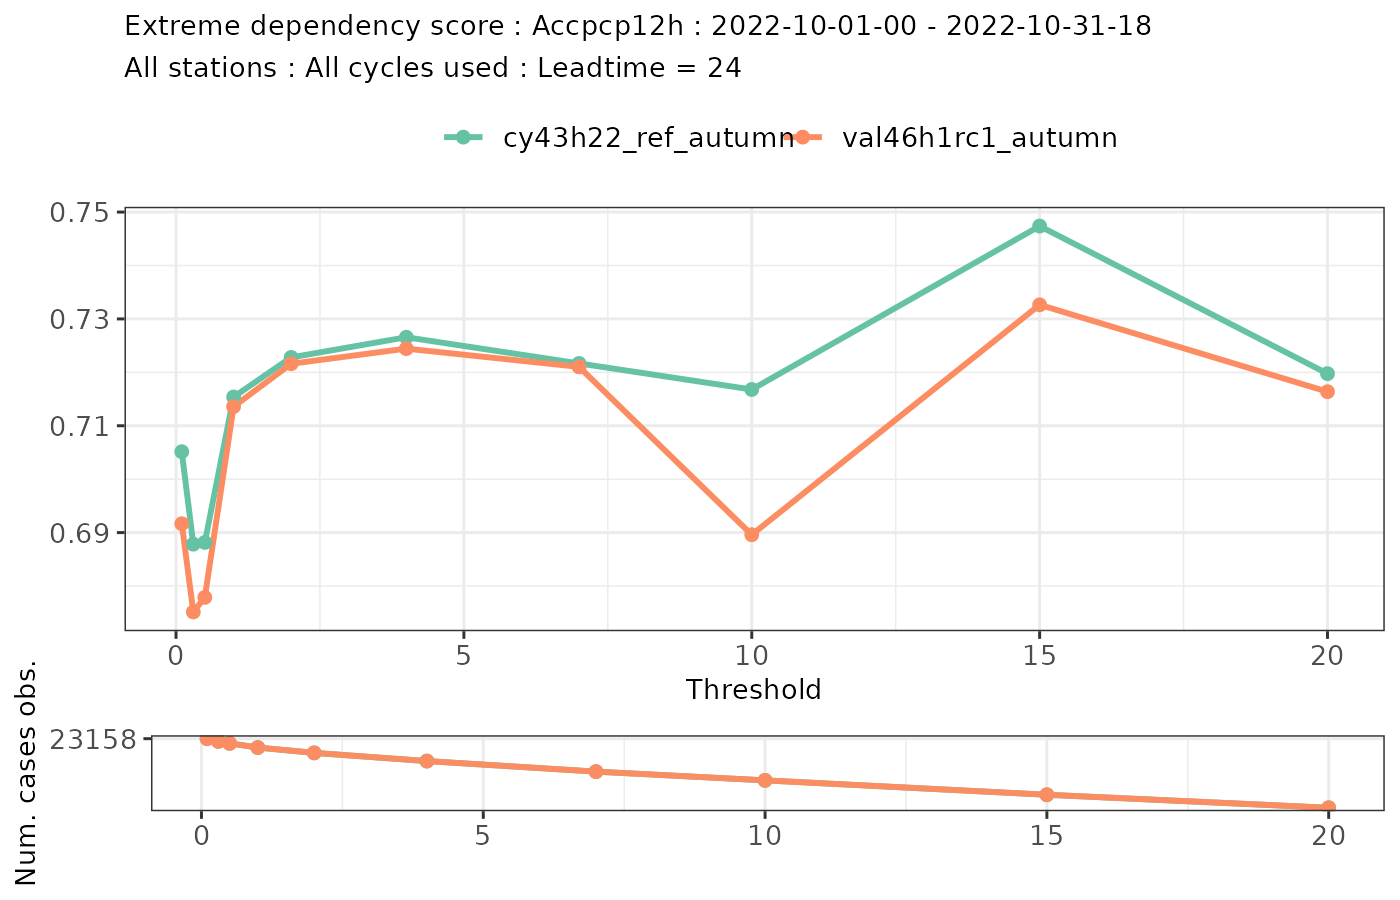 Extreme dependency score : Accpcp12h : 2022-10-01-00 - 2022-10-31-18
All stations : All cycles used : Leadtime = 24
cy43h22_ref_autumn val46h1rc1_autumn
0.75
0.73
0.71
0.69
0 5 10 15 20
Threshold
Num. cases obs.
23158
0 5 10 15 20